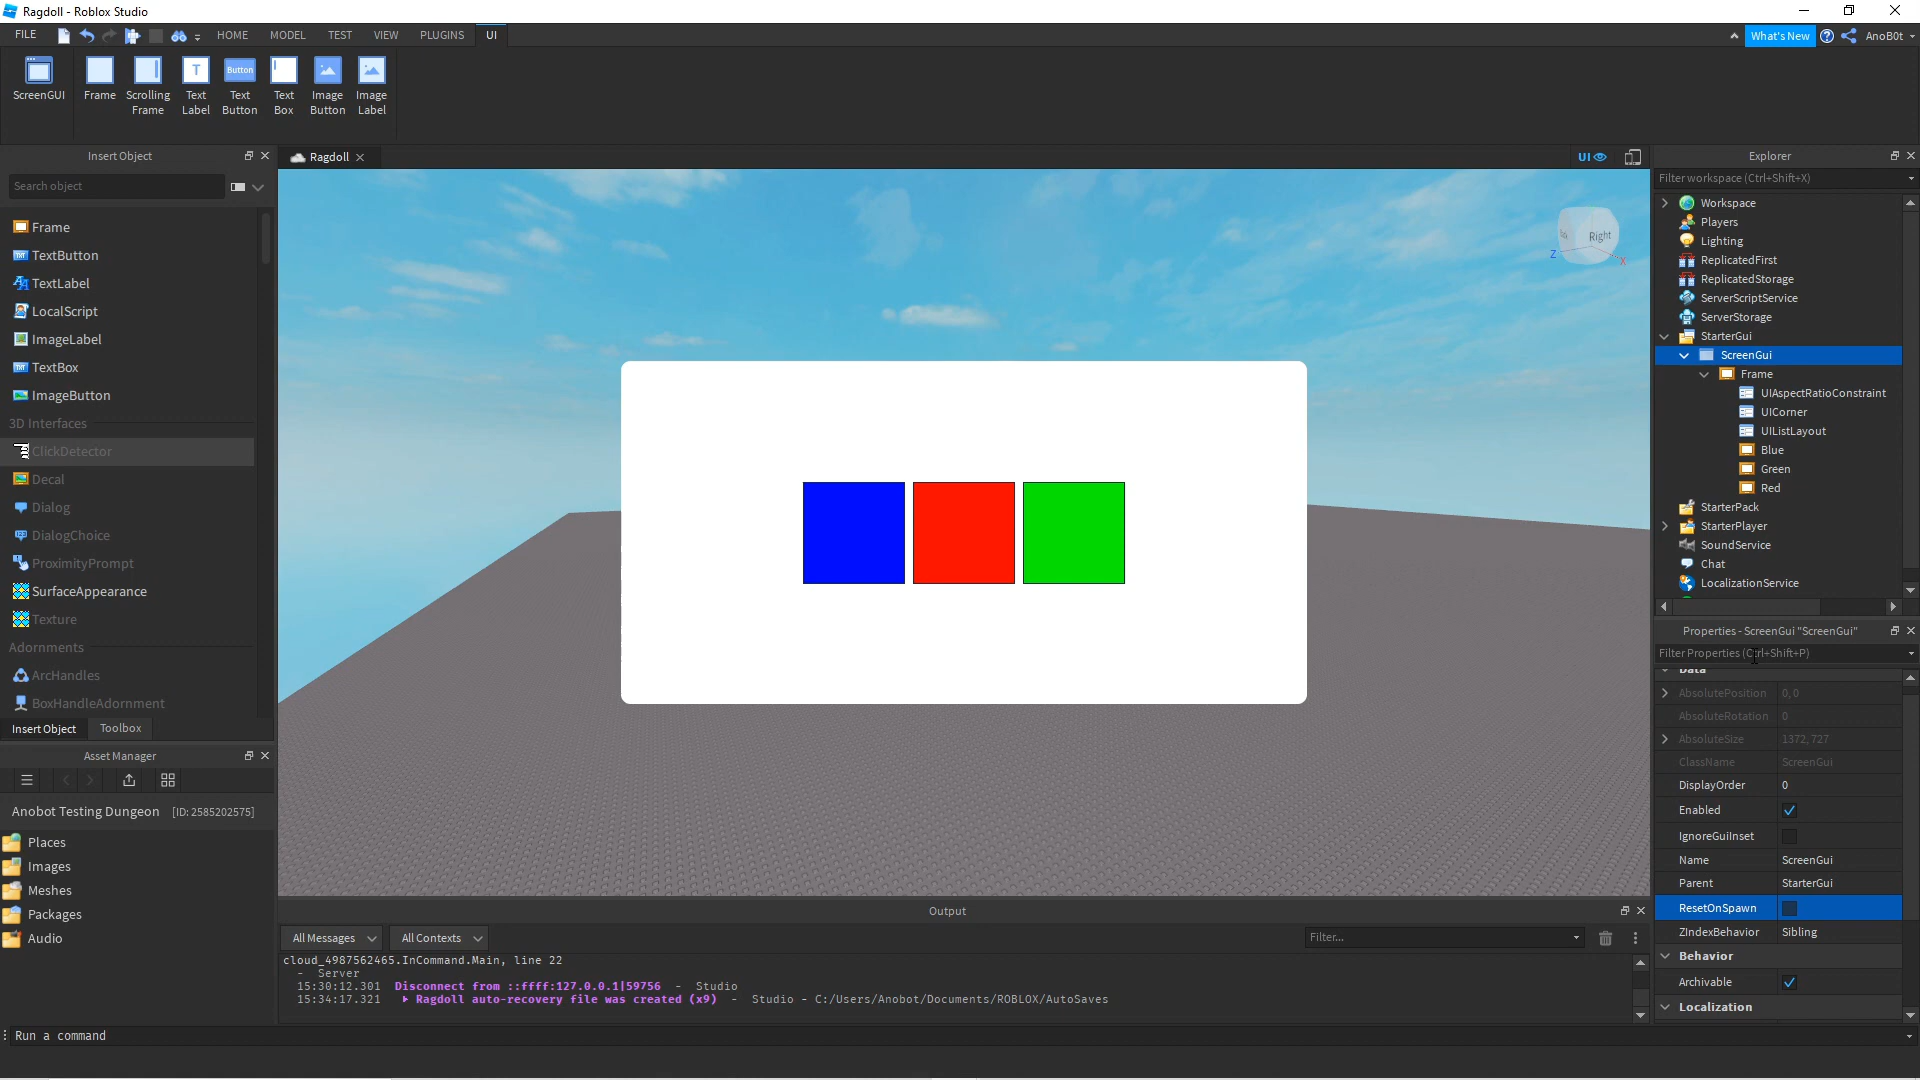 Ragdoll - Roblox Studio
FILE
HOME
MODEL
TEST
VIEW
PLUGINS
UI
What's New
AnoB0t
ScreenGUI
Frame
Scrolling
Frame
Text
Label
Button
Text
Button
Text
Box
Image
Button
Image
Label
Insert Object
Search object
Frame
TextButton
TextLabel
LocalScript
ImageLabel
TextBox
ImageButton
3D Interfaces
ClickDetector
Decal
Dialog
DialogChoice
ProximityPrompt
SurfaceAppearance
Texture
Adornments
ArcHandles
BoxHandleAdornment
Insert Object
Toolbox
Asset Manager
Anobot Testing Dungeon [ID: 2585202575]
Places
Images
Meshes
Packages
Audio
Ragdoll
UI
Right
Z
X
Output
All Messages
All Contexts
Filter...
cloud_4987562465.InCommand.Main, line 22
- Server
15:30:12.301 Disconnect from ::ffff:127.0.0.1|59756 - Studio
15:34:17.321 Ragdoll auto-recovery file was created (x9) - Studio - C:/Users/Anobot/Documents/ROBLOX/AutoSaves
Run a command
Explorer
Filter workspace (Ctrl+Shift+X)
Workspace
Players
Lighting
ReplicatedFirst
ReplicatedStorage
ServerScriptService
ServerStorage
StarterGui
ScreenGui
Frame
UIAspectRatioConstraint
UICorner
UIListLayout
Blue
Green
Red
StarterPack
StarterPlayer
SoundService
Chat
LocalizationService
Properties - ScreenGui "ScreenGui"
Filter Properties (Ctrl+Shift+P)
Data
AbsolutePosition 0, 0
AbsoluteRotation 0
AbsoluteSize 1372, 727
ClassName ScreenGui
DisplayOrder 0
Enabled
IgnoreGuiInset
Name ScreenGui
Parent StarterGui
ResetOnSpawn
ZIndexBehavior Sibling
Behavior
Archivable
Localization